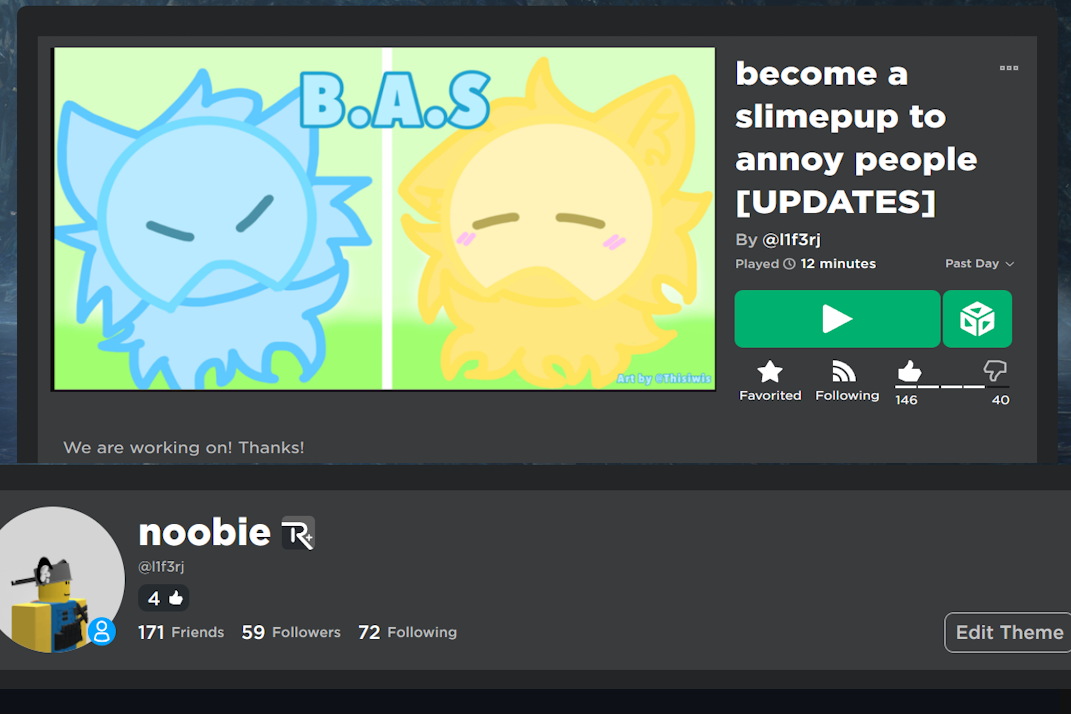 B.A.S
Art by @Thisiwis
become a
slimepup to
annoy people
[UPDATES]
By @l1f3rj
Played 12 minutes
Past Day
Favorited
Following
146
40
We are working on! Thanks!
noobie
@l1f3rj
4
171 Friends 59 Followers 72 Following
Edit Theme